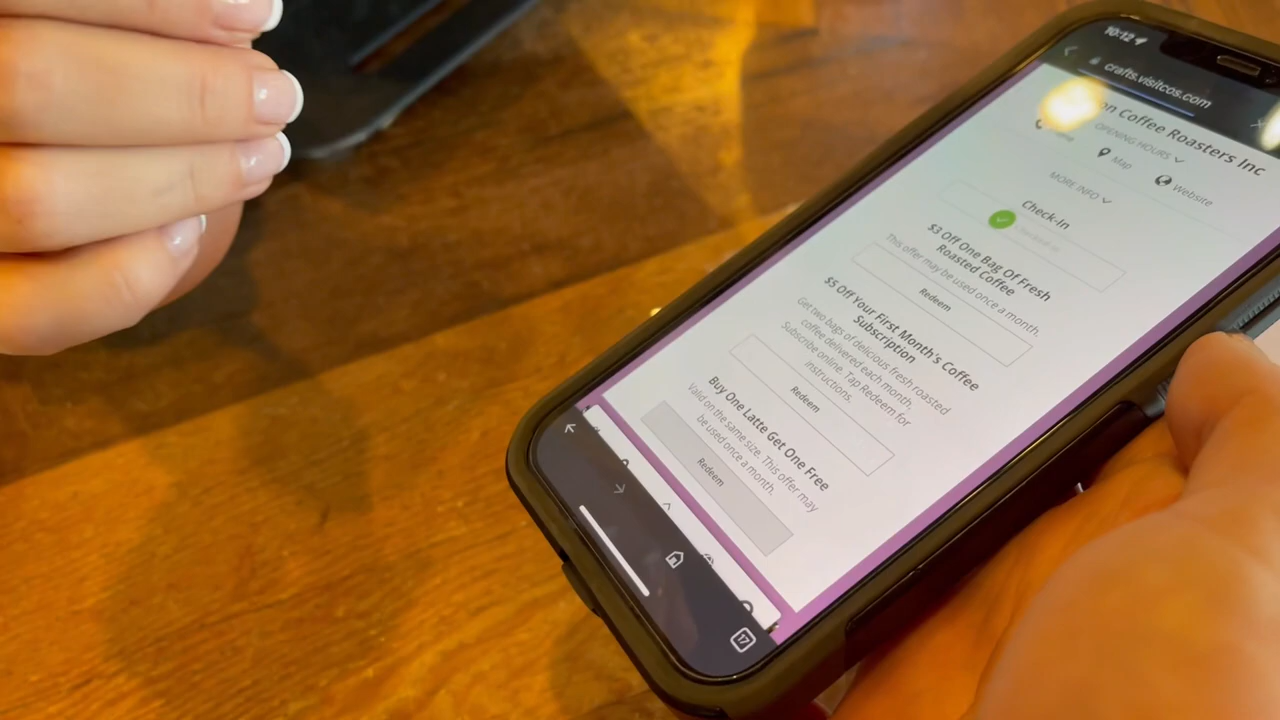 10:12
crafts.visitcos.com
on Coffee Roasters Inc
OPENING HOURS
Map
Website
MORE INFO
Check-In
$3 Off One Bag Of Fresh
Roasted Coffee
This offer may be used once a month.
Redeem
$5 Off Your First Month's Coffee
Subscription
Get two bags of delicious fresh roasted
coffee delivered each month,
Subscribe online. Tap Redeem for
instructions.
Redeem
Buy One Latte Get One Free
Valid on the same size. This offer may
be used once a month.
Redeem
17